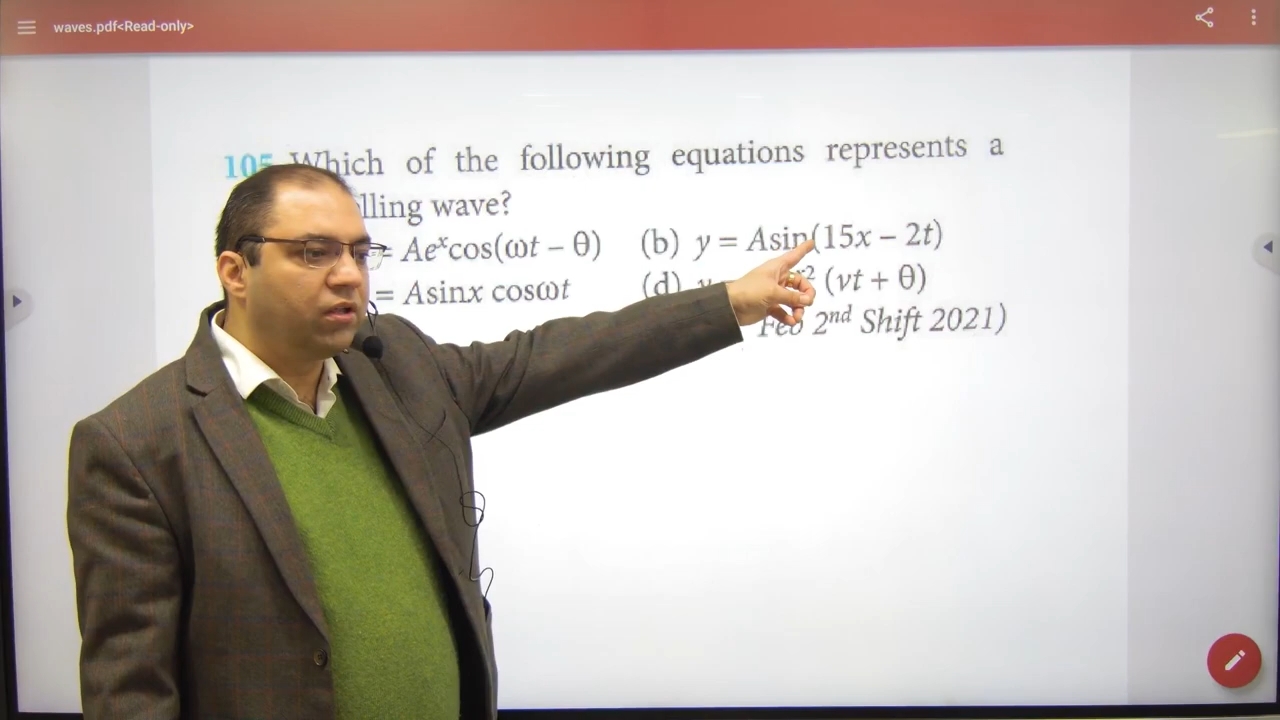 waves.pdf<Read-only>
105 Which of the following equations represents a
lling wave?
= Ae^x cos(ωt − θ) (b) y = Asin(15x − 2t)
= Asinx cosωt (d) (vt + θ)
Feb 2nd Shift 2021)